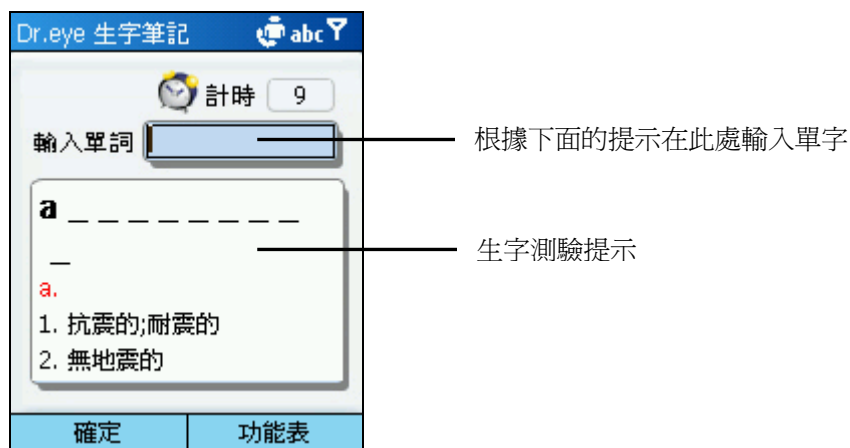 Dr.eye 生字筆記 abc
計時 9
輸入單詞
根據下面的提示在此處輸入單字
a _ _ _ _ _ _ _ _
_
生字測驗提示
a.
1. 抗震的;耐震的
2. 無地震的
確定 功能表